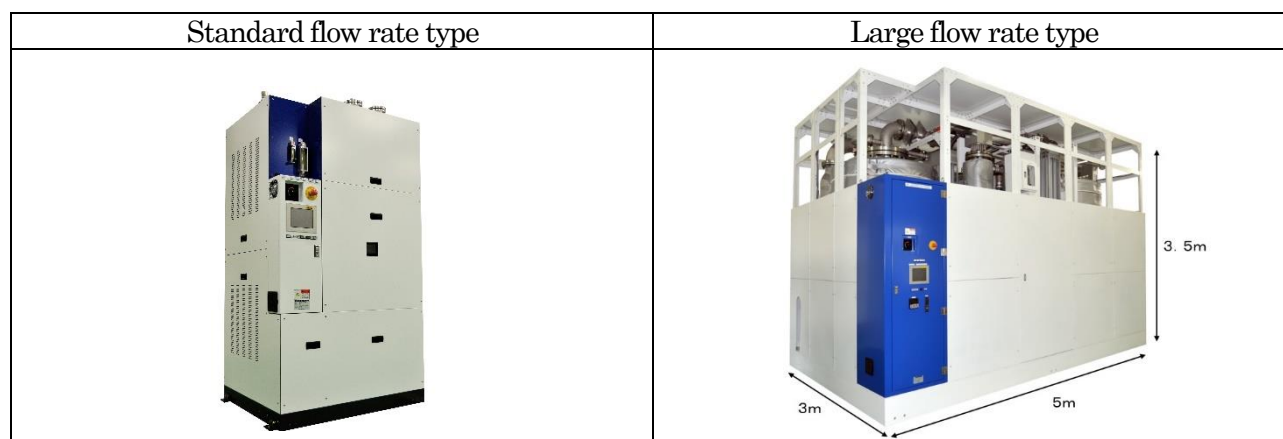 Standard flow rate type
Large flow rate type
3. 5m
3m
5m